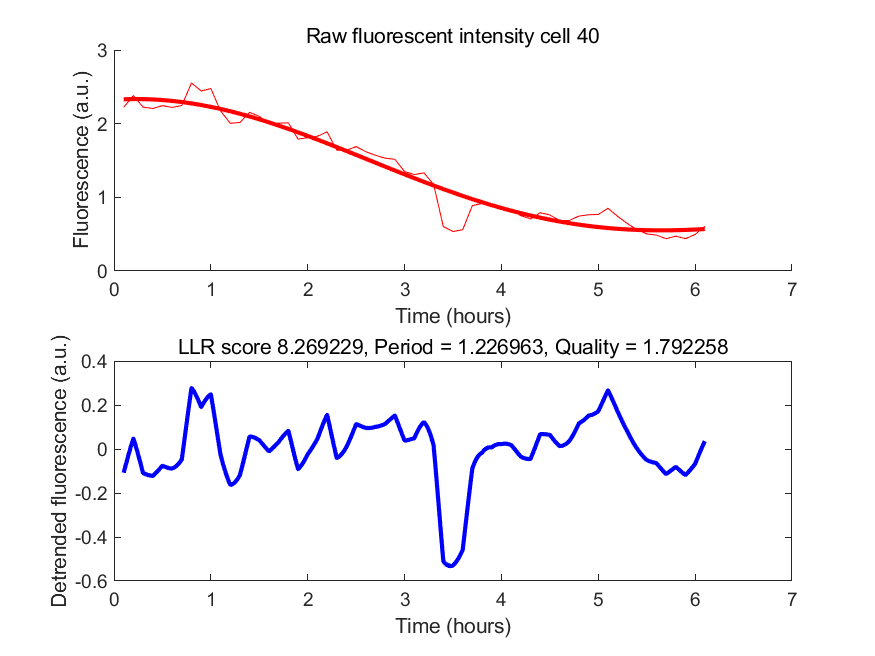 Raw fluorescent intensity cell 40
Fluorescence (a.u.)
3
2
1
0
0 1 2 3 4 5 6 7
Time (hours)
LLR score 8.269229, Period = 1.226963, Quality = 1.792258
Detrended fluorescence (a.u.)
0.4
0.2
0
-0.2
-0.4
-0.6
0 1 2 3 4 5 6 7
Time (hours)